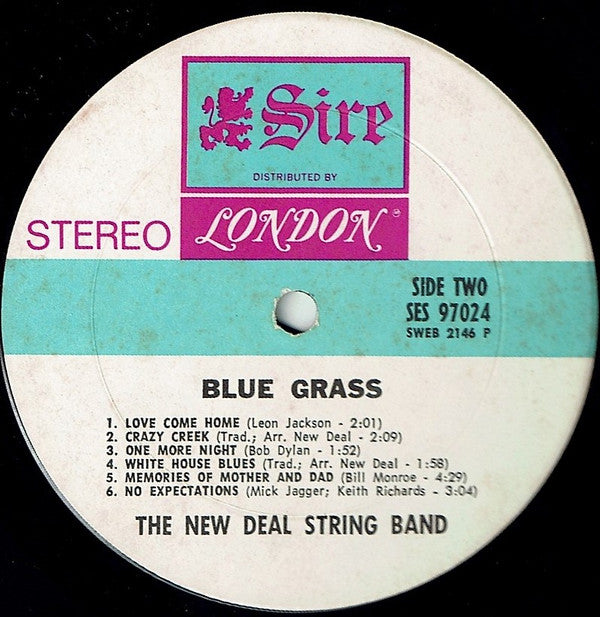 Sire
DISTRIBUTED BY
LONDON®
STEREO
SIDE TWO
SES 97024
SWEB 2146 P
BLUE GRASS
1. LOVE COME HOME (Leon Jackson - 2:01)
2. CRAZY CREEK (Trad.; Arr. New Deal - 2:09)
3. ONE MORE NIGHT (Bob Dylan - 1:52)
4. WHITE HOUSE BLUES (Trad.; Arr. New Deal - 1:58)
5. MEMORIES OF MOTHER AND DAD (Bill Monroe - 4:29)
6. NO EXPECTATIONS (Mick Jagger; Keith Richards - 3:04)
THE NEW DEAL STRING BAND